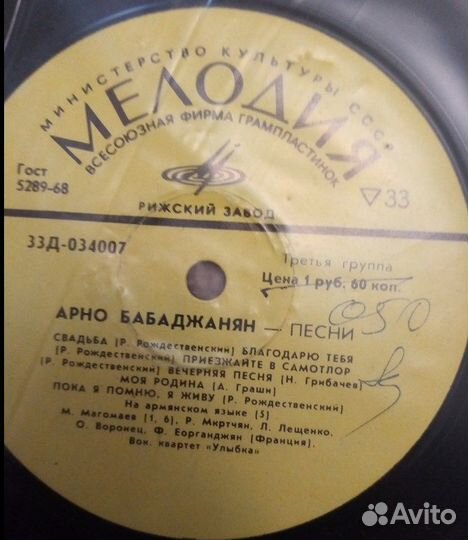 МИНИСТЕРСТВО КУЛЬТУРЫ СССР
МЕЛОДИЯ
ВСЕСОЮЗНАЯ ФИРМА ГРАМПЛАСТИНОК
Гост
5289-68
▽33
РИЖСКИЙ ЗАВОД
33Д-034007
Третья группа
Цена 1 руб. 60 коп.
050
АРНО БАБАДЖАНЯН — ПЕСНИ
СВАДЬБА (Р. Рождественский) БЛАГОДАРЮ ТЕБЯ
(Р. Рождественский) ПРИЕЗЖАЙТЕ В САМОТЛОР
(Р. Рождественский) ВЕЧЕРНЯЯ ПЕСНЯ (Н. Грибачев)
МОЯ РОДИНА (А. Граши)
ПОКА Я ПОМНЮ, Я ЖИВУ (Р. Рождественский)
На армянском языке (5)
М. Магомаев (1, 6), Р. Мкртчян, Л. Лещенко,
О. Воронец, Ф. Еорганджян (Франция),
Вок. квартет «Улыбка»
Avito